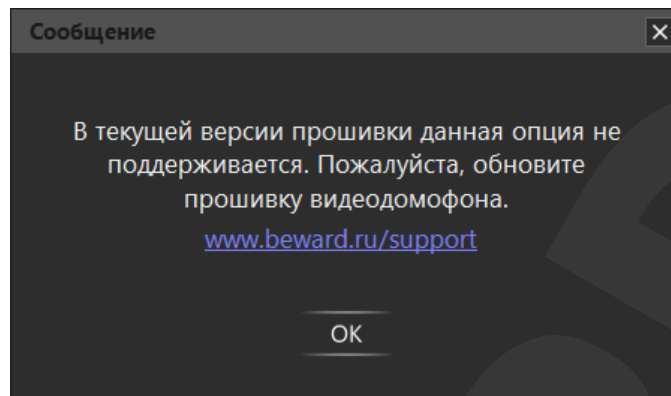 Сообщение
В текущей версии прошивки данная опция не
поддерживается. Пожалуйста, обновите
прошивку видеодомофона.
www.beward.ru/support
OK